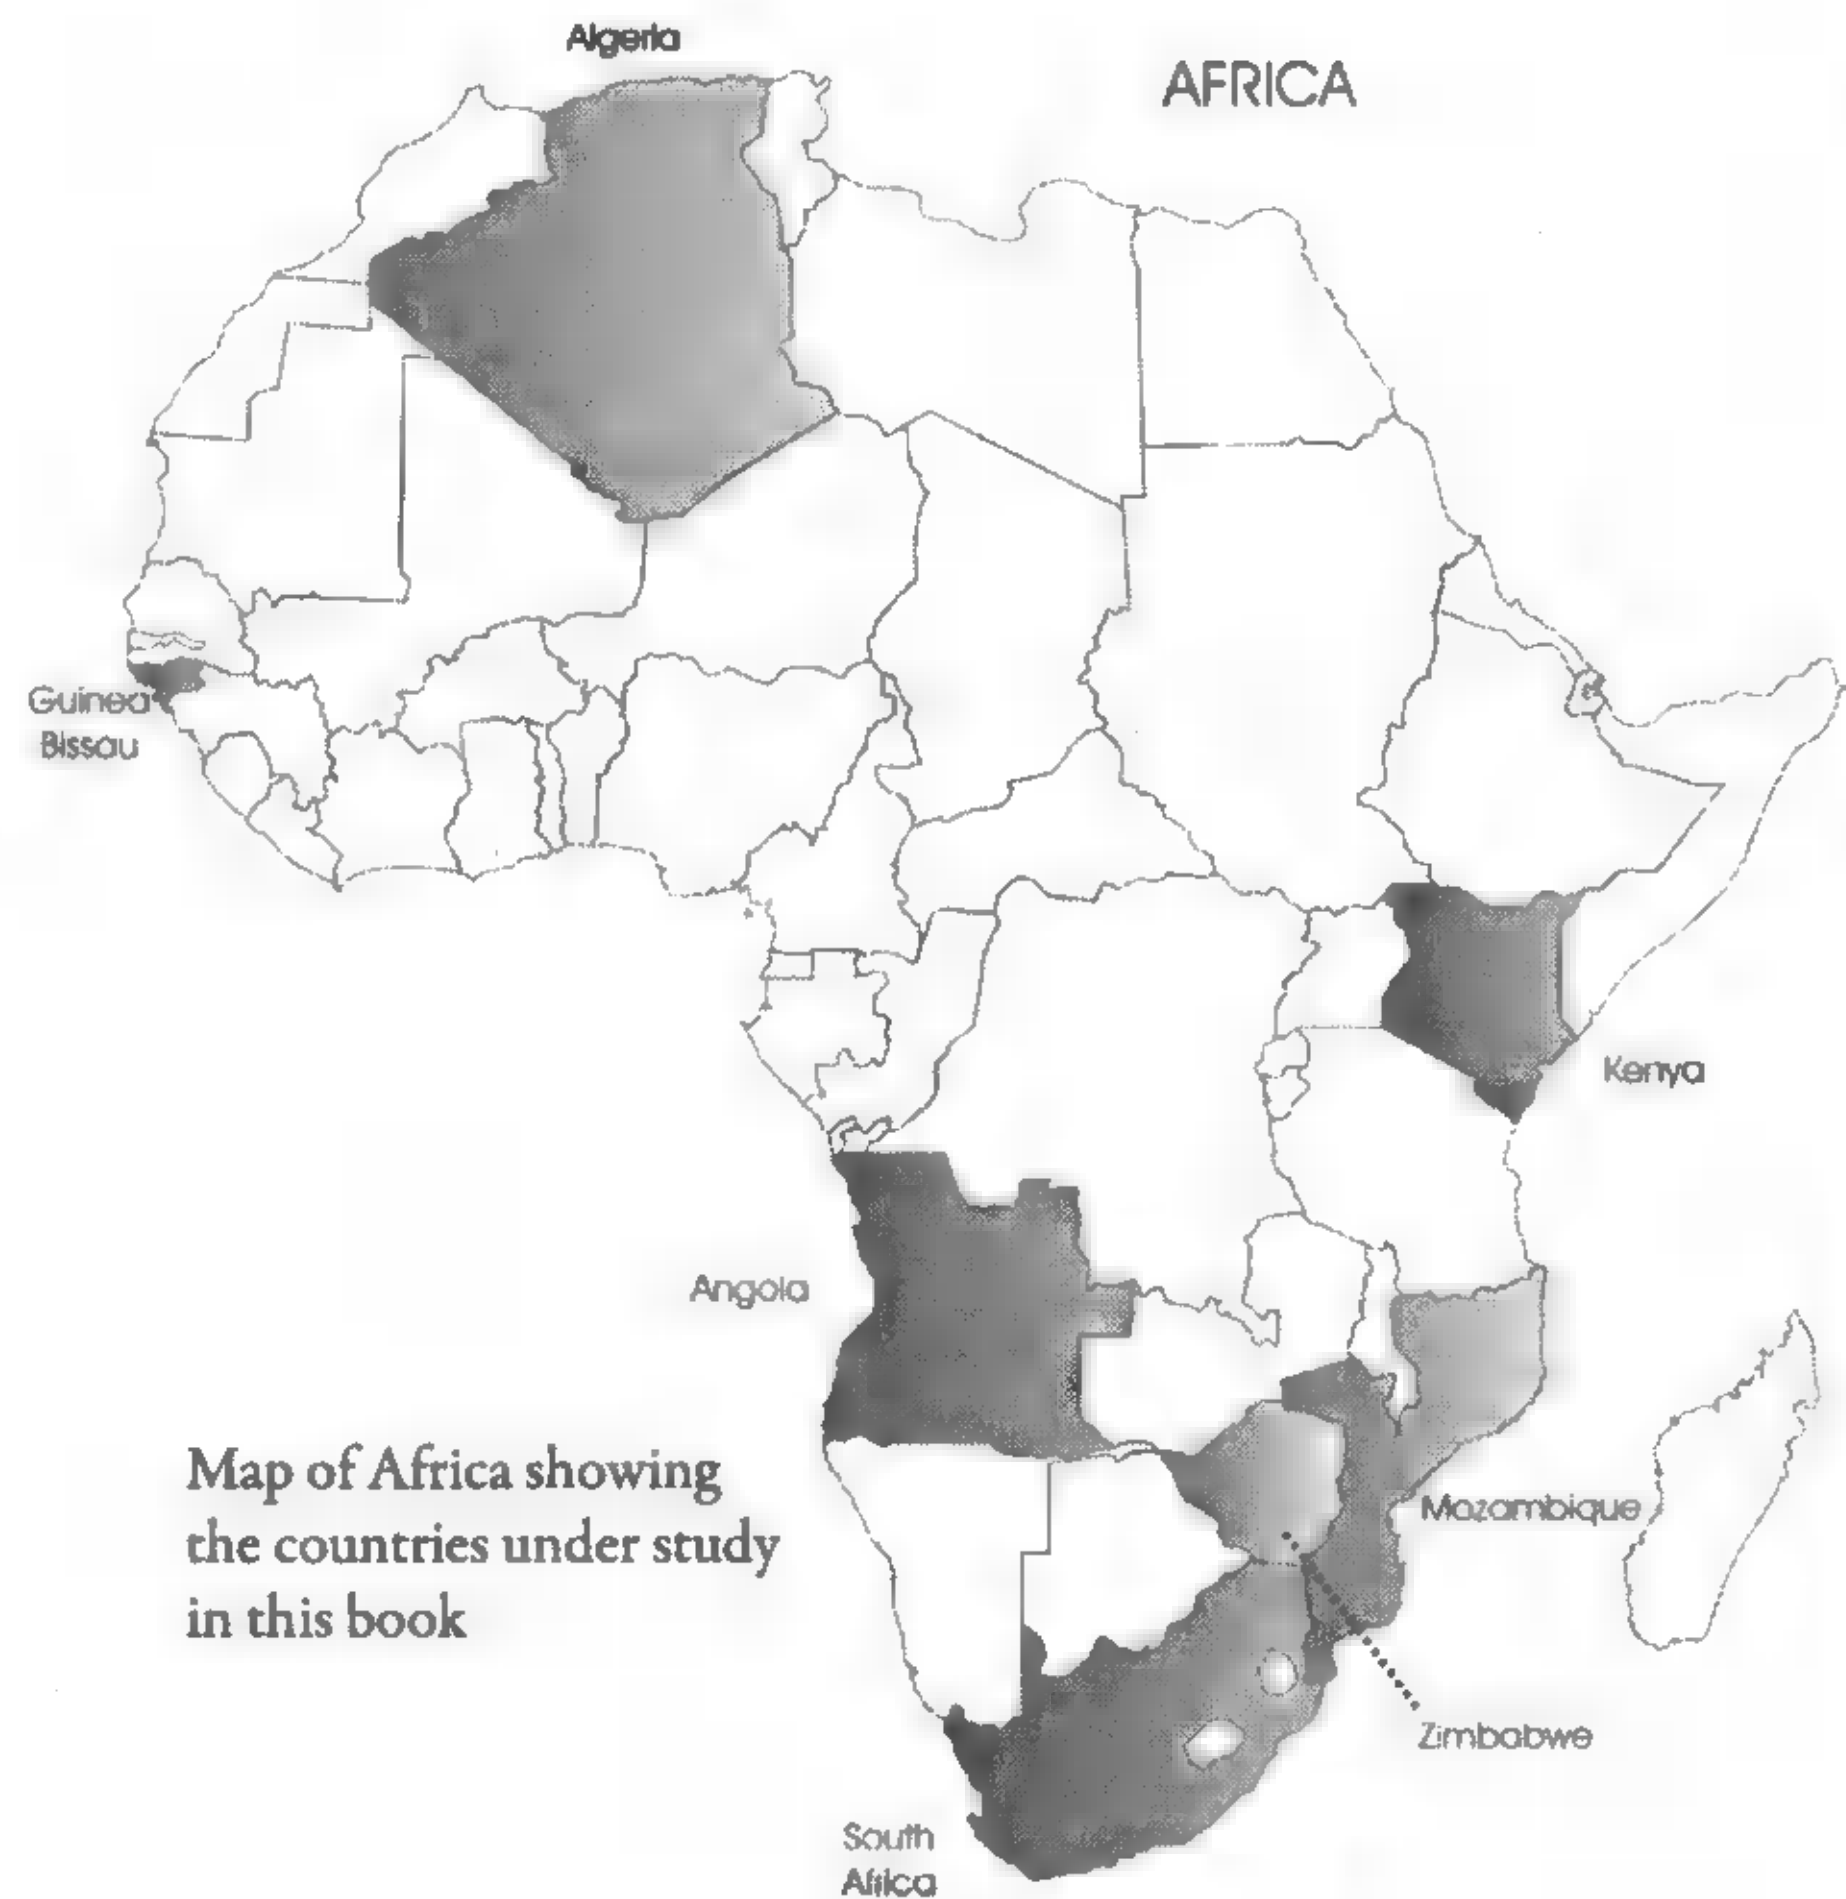 Algeria
AFRICA
Guinea
Bissau
Kenya
Angola
Map of Africa showing
the countries under study
in this book
Mozambique
Zimbabwe
South
Africa